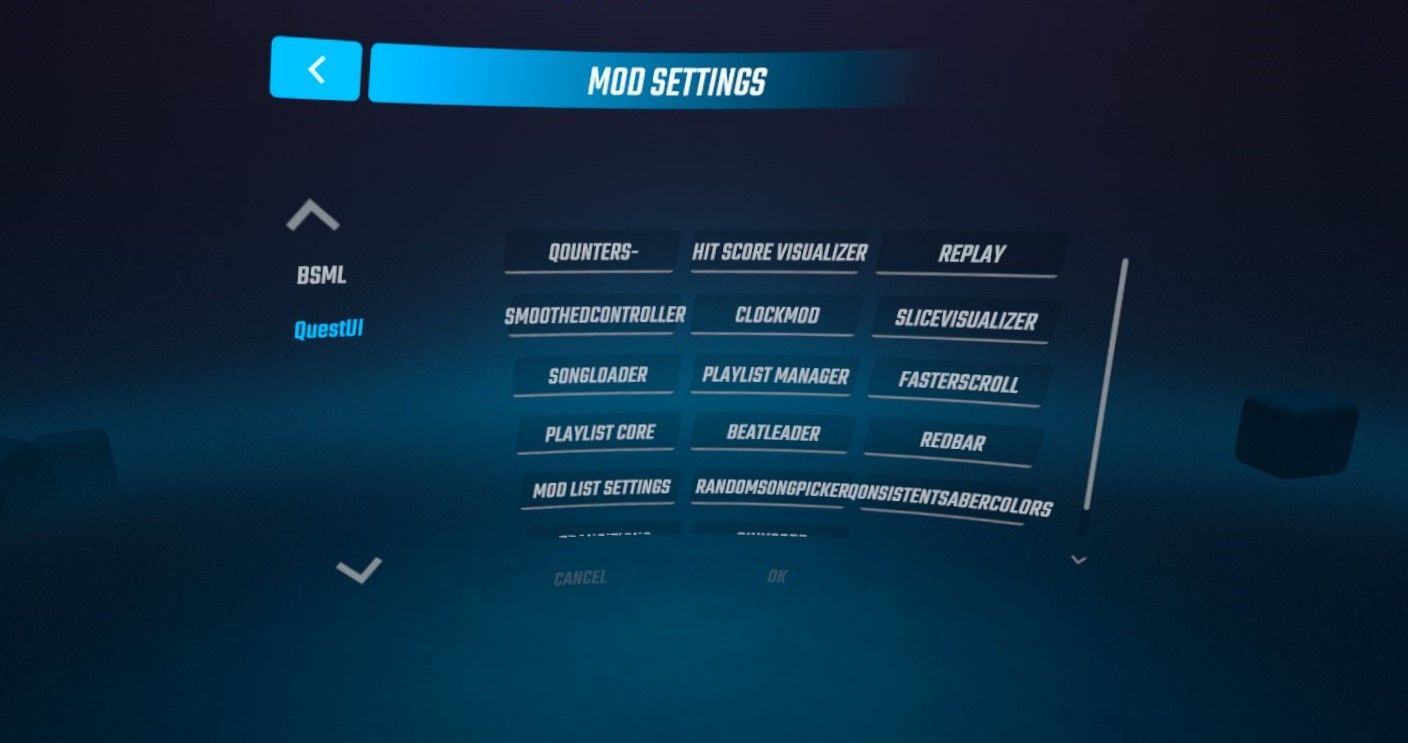 MOD SETTINGS
BSML
QuestUI
QOUNTERS-
HIT SCORE VISUALIZER
REPLAY
SMOOTHEDCONTROLLER
CLOCKMOD
SLICEVISUALIZER
SONGLOADER
PLAYLIST MANAGER
FASTERSCROLL
PLAYLIST CORE
BEATLEADER
REDBAR
MOD LIST SETTINGS
RANDOMSONGPICKER
QONSISTENTSABERCOLORS
CANCEL
OK